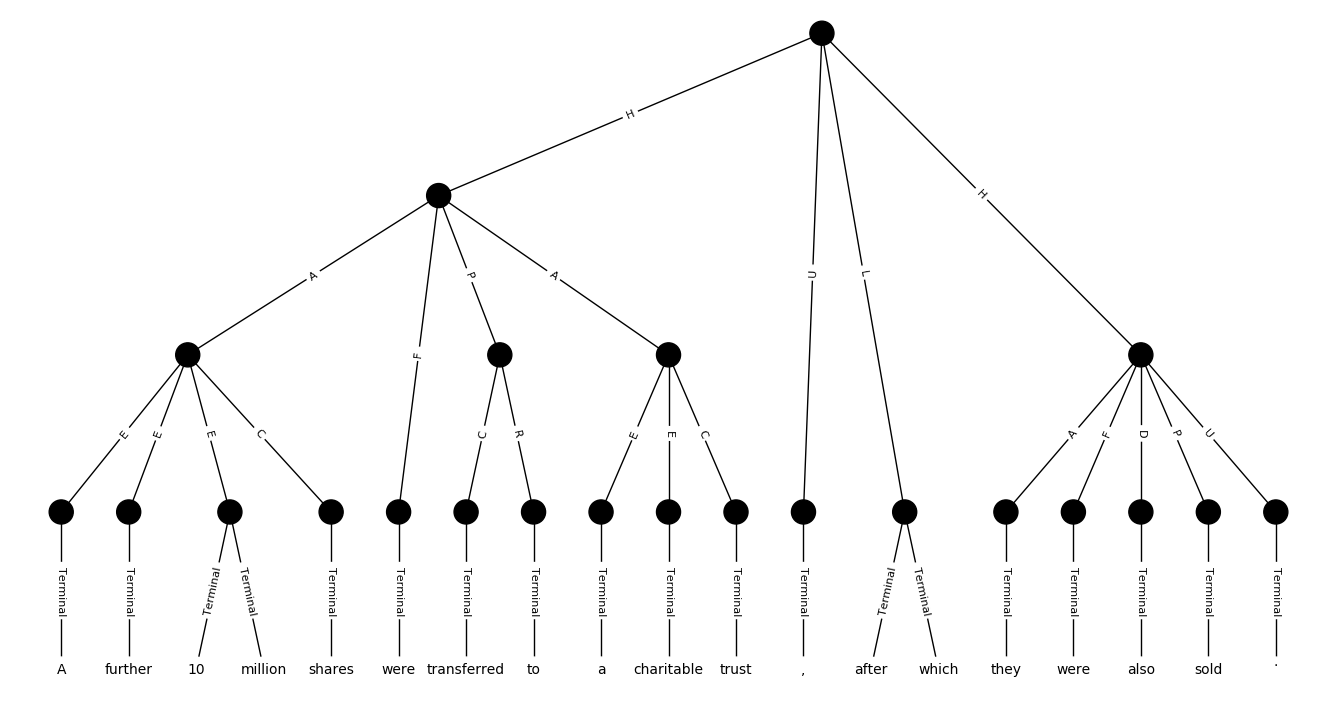 H
H
A
P
A
U
L
F
E
E
E
C
C
R
E
E
C
A
F
D
P
U
Terminal Terminal Terminal Terminal Terminal Terminal Terminal Terminal Terminal Terminal Terminal Terminal Terminal Terminal Terminal Terminal Terminal Terminal Terminal
A further 10 million shares were transferred to a charitable trust , after which they were also sold .